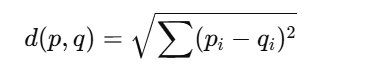 d(p, q) = √∑(pᵢ − qᵢ)²